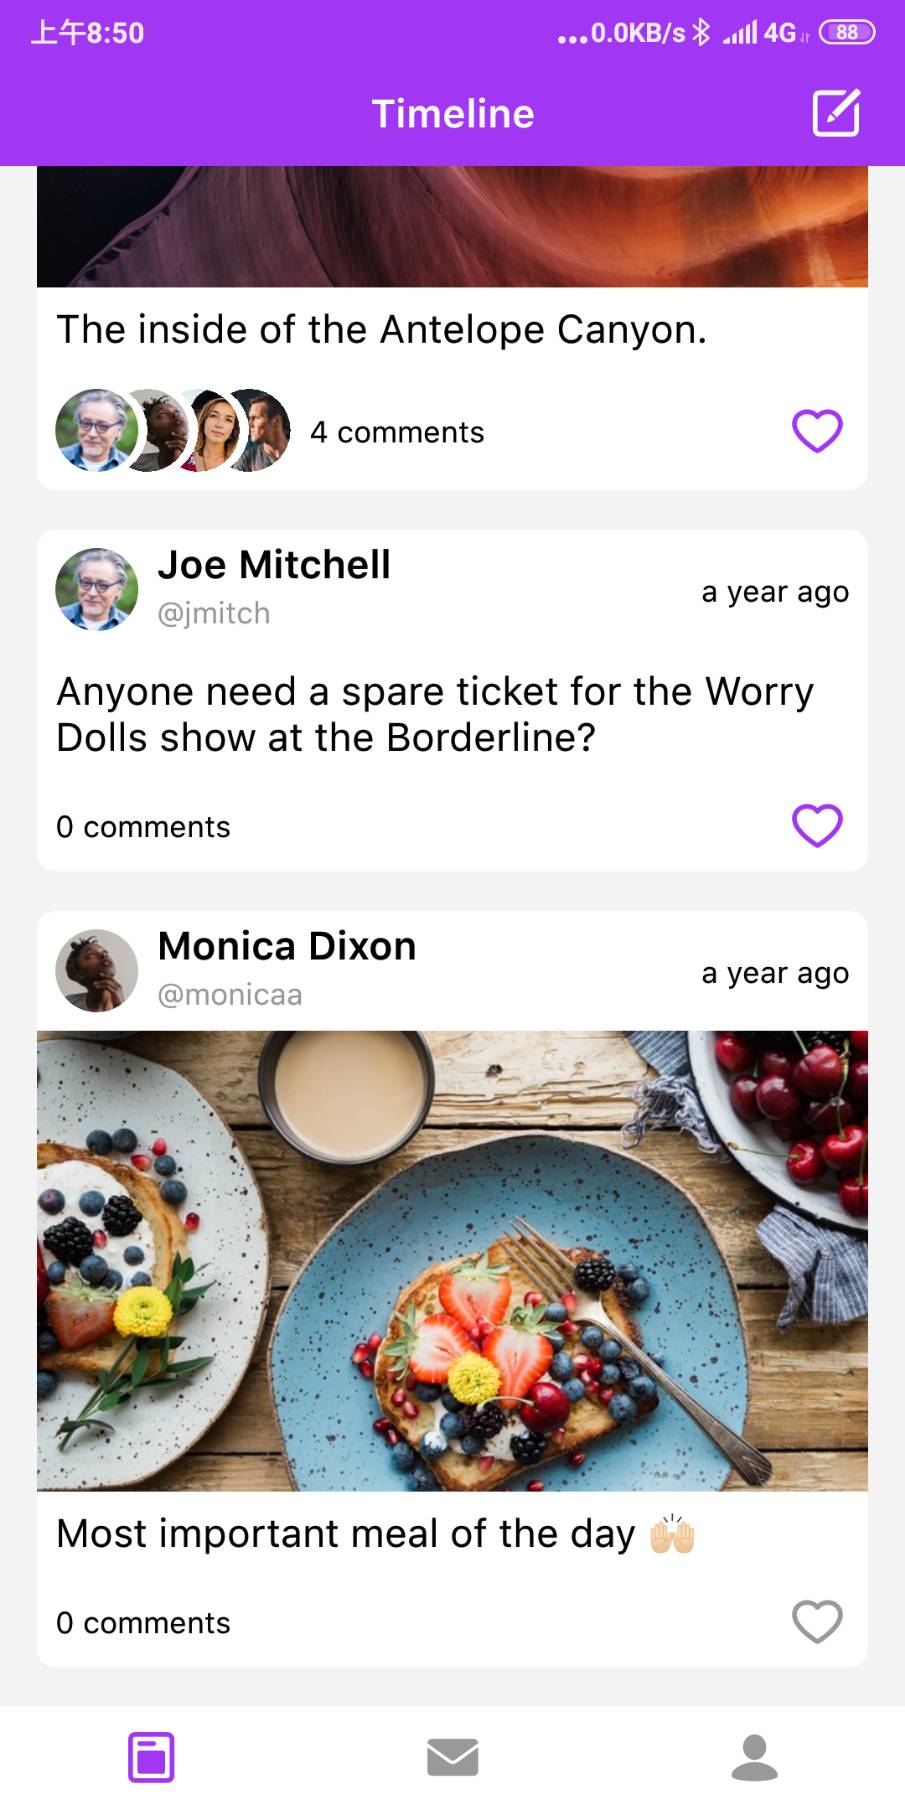 上午8:50
...0.0KB/s 4G 88
Timeline
The inside of the Antelope Canyon.
4 comments
Joe Mitchell
@jmitch
a year ago
Anyone need a spare ticket for the Worry
Dolls show at the Borderline?
0 comments
Monica Dixon
@monicaa
a year ago
Most important meal of the day 🙌🏻
0 comments